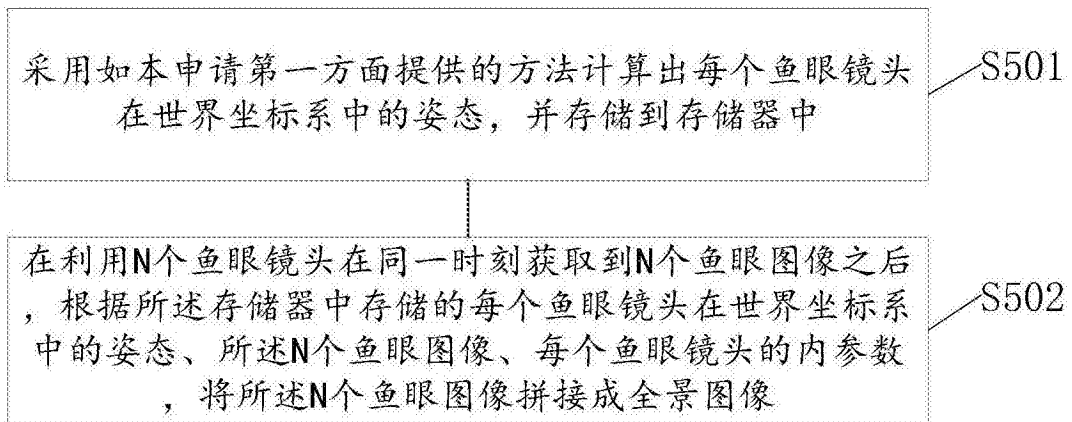 采用如本申请第一方面提供的方法计算出每个鱼眼镜头
在世界坐标系中的姿态，并存储到存储器中
S501
在利用N个鱼眼镜头在同一时刻获取到N个鱼眼图像之后
，根据所述存储器中存储的每个鱼眼镜头在世界坐标系
中的姿态、所述N个鱼眼图像、每个鱼眼镜头的内参数
，将所述N个鱼眼图像拼接成全景图像
S502